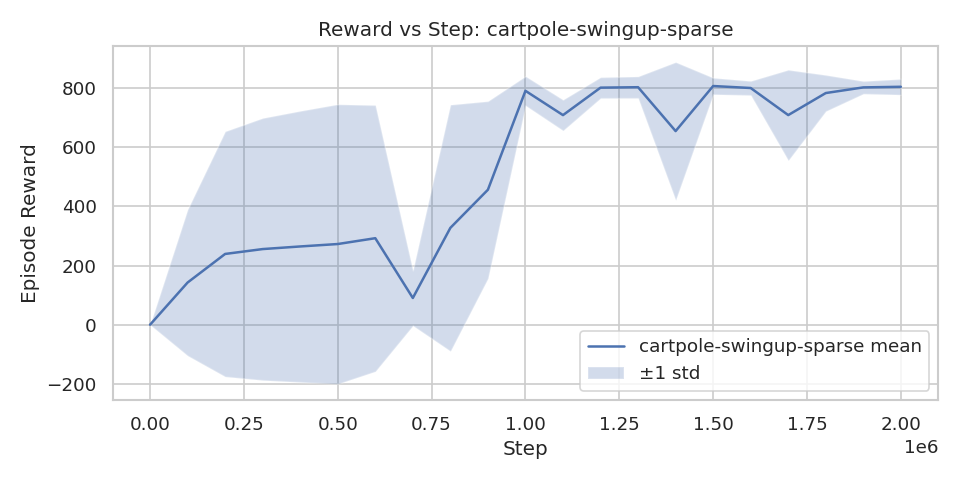 Reward vs Step: cartpole-swingup-sparse
Episode Reward
800
600
400
200
0
−200
cartpole-swingup-sparse mean
±1 std
0.00 0.25 0.50 0.75 1.00 1.25 1.50 1.75 2.00
1e6
Step